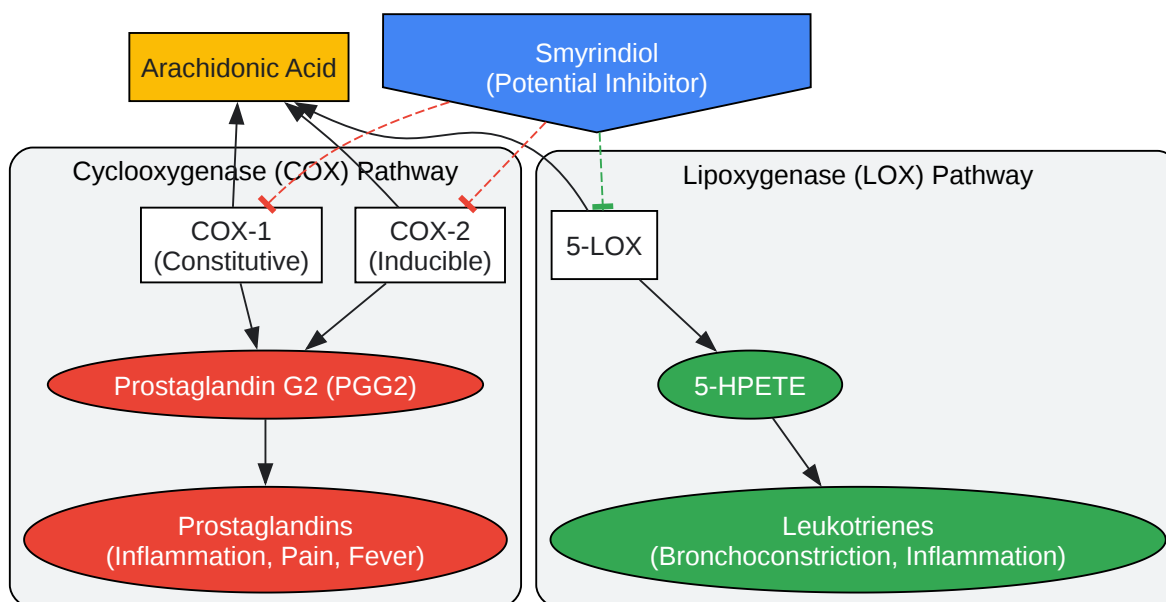 Arachidonic Acid
Smyrindiol
(Potential Inhibitor)
Cyclooxygenase (COX) Pathway
Lipoxygenase (LOX) Pathway
COX-1
(Constitutive)
COX-2
(Inducible)
5-LOX
Prostaglandin G2 (PGG2)
5-HPETE
Prostaglandins
(Inflammation, Pain, Fever)
Leukotrienes
(Bronchoconstriction, Inflammation)